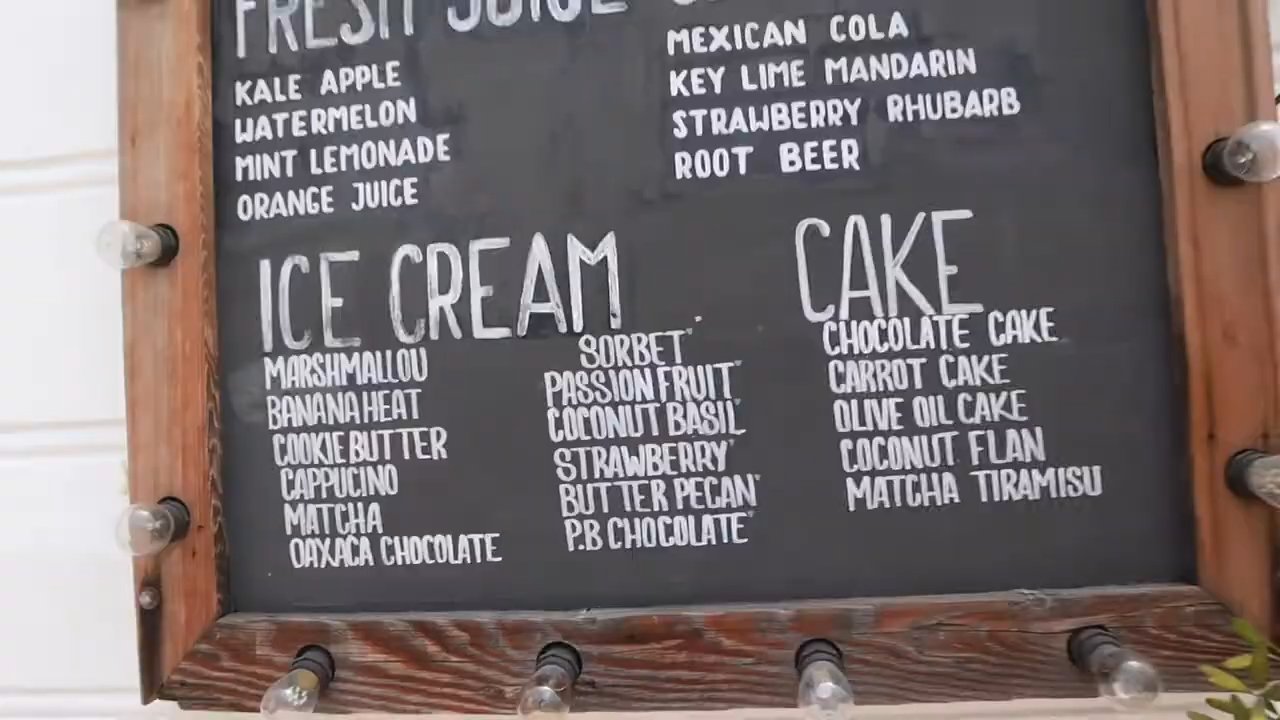 FRESH JUICE
KALE APPLE
WATERMELON
MINT LEMONADE
ORANGE JUICE
MEXICAN COLA
KEY LIME MANDARIN
STRAWBERRY RHUBARB
ROOT BEER
ICE CREAM
MARSHMALLOU
BANANA HEAT
COOKIE BUTTER
CAPPUCINO
MATCHA
OAXACA CHOCOLATE
SORBET*
PASSION FRUIT*
COCONUT BASIL*
STRAWBERRY*
BUTTER PECAN*
P.B CHOCOLATE*
CAKE
CHOCOLATE CAKE
CARROT CAKE
OLIVE OIL CAKE
COCONUT FLAN
MATCHA TIRAMISU